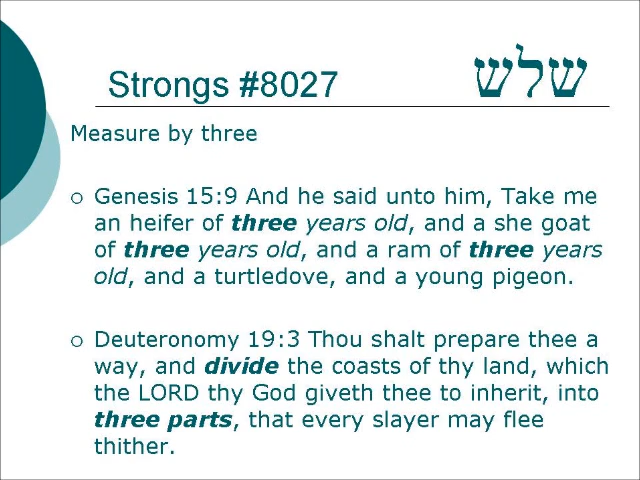 Strongs #8027 שלש
Measure by three
Genesis 15:9 And he said unto him, Take me
an heifer of three years old, and a she goat
of three years old, and a ram of three years
old, and a turtledove, and a young pigeon.
Deuteronomy 19:3 Thou shalt prepare thee a
way, and divide the coasts of thy land, which
the LORD thy God giveth thee to inherit, into
three parts, that every slayer may flee
thither.